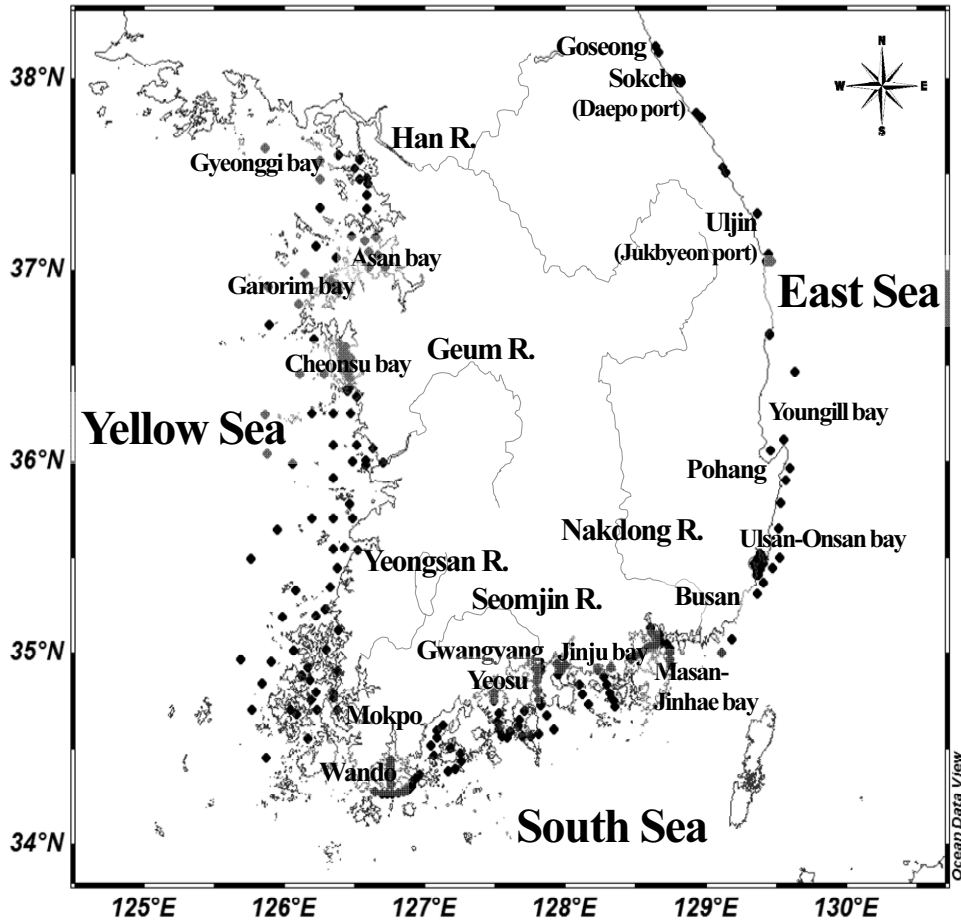 Goseong
N
38°N
Sokcho
W
E
(Daepo port)
S
Han R.
Gyeonggi bay
Uljin
(Jukbyeon port)
37°N
Asan bay
Garorim bay
East Sea
Geum R.
Cheonsu bay
Yellow Sea
Youngill bay
36°N
Pohang
Nakdong R.
Ulsan-Onsan bay
Yeongsan R.
Seomjin R.
Busan
35°N
Gwangyang
Jinju bay
Yeosu
Masan-
Jinhae bay
Mokpo
Wando
South Sea
34°N
Ocean Data View
125°E
126°E
127°E
128°E
129°E
130°E